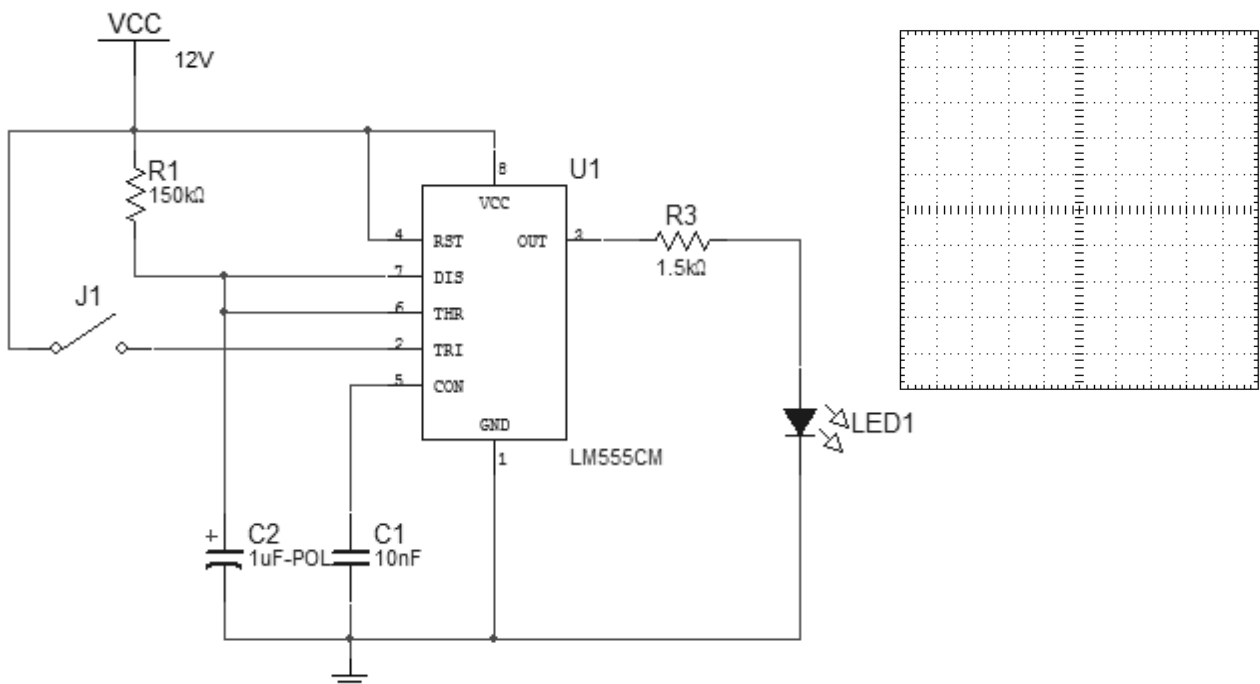 VCC
12V
R1
150kΩ
J1
8
U1
VCC
4
RST
OUT
3
R3
1.5kΩ
7
DIS
6
THR
2
TRI
5
CON
GND
1
LM555CM
LED1
+
C2
1uF-POL
C1
10nF